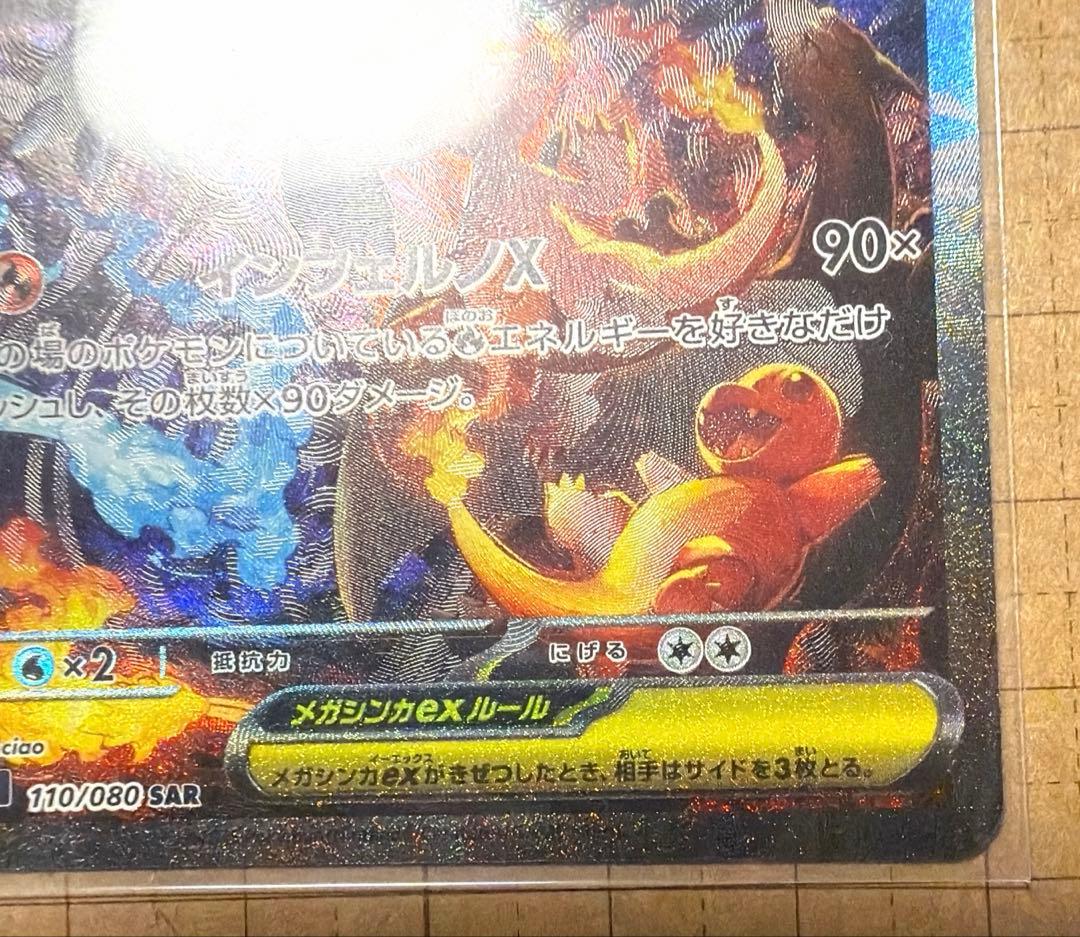 インフェルノX 90×
の場のポケモンについているエネルギーを好きなだけ
ッシュし、その枚数×90ダメージ。
×2 抵抗力 にげる
メガシンカexルール
メガシンカexがきぜつしたとき、相手はサイドを3枚とる。
ciao
110/080 SAR